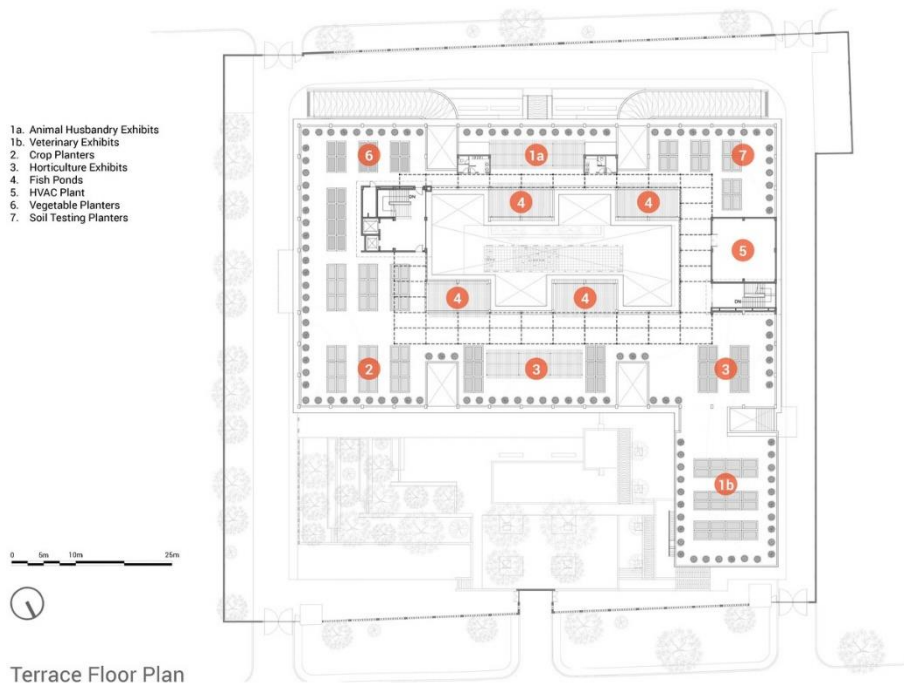 1a. Animal Husbandry Exhibits
1b. Veterinary Exhibits
2. Crop Planters
3. Horticulture Exhibits
4. Fish Ponds
5. HVAC Plant
6. Vegetable Planters
7. Soil Testing Planters
6
1a
7
4
4
DN
5
4
4
DN
2
3
3
1b
0 5m 10m 25m
Terrace Floor Plan